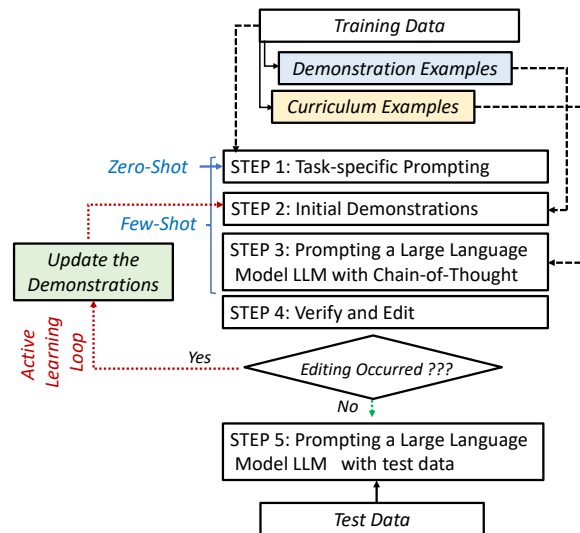 Training Data
Demonstration Examples
Curriculum Examples
Zero-Shot
STEP 1: Task-specific Prompting
STEP 2: Initial Demonstrations
Few-Shot
STEP 3: Prompting a Large Language
Model LLM with Chain-of-Thought
Update the
Demonstrations
STEP 4: Verify and Edit
Active
Learning
Loop
Yes
Editing Occurred ???
No
STEP 5: Prompting a Large Language
Model LLM with test data
Test Data